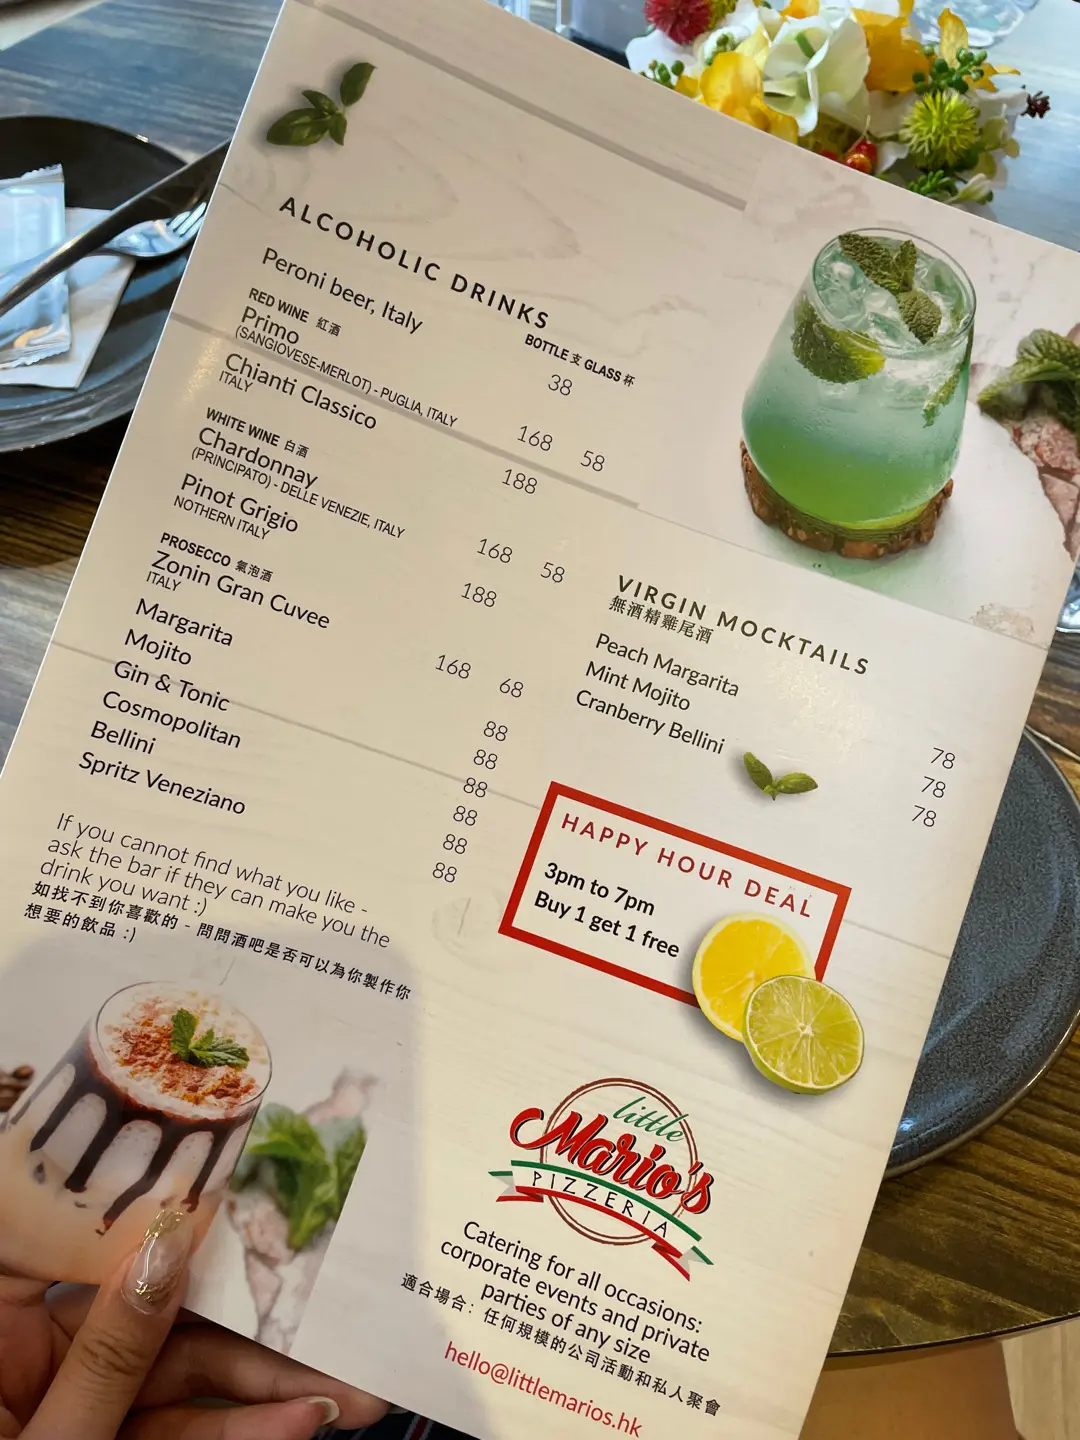 ALCOHOLIC DRINKS
BOTTLE 支 GLASS 杯
Peroni beer, Italy 38
RED WINE 紅酒
Primo 168 58
(SANGIOVESE-MERLOT) - PUGLIA, ITALY
Chianti Classico 188
ITALY
WHITE WINE 白酒
Chardonnay 168 58
(PRINCIPATO) - DELLE VENEZIE, ITALY
Pinot Grigio 188
NOTHERN ITALY
PROSECCO 氣泡酒
Zonin Gran Cuvee 168 68
ITALY
Margarita 88
Mojito 88
Gin & Tonic 88
Cosmopolitan 88
Bellini 88
Spritz Veneziano 88
If you cannot find what you like -
ask the bar if they can make you the
drink you want :)
如找不到你喜歡的 - 問問酒吧是否可以為你製作你
想要的飲品 :)
VIRGIN MOCKTAILS
無酒精雞尾酒
Peach Margarita 78
Mint Mojito 78
Cranberry Bellini 78
HAPPY HOUR DEAL
3pm to 7pm
Buy 1 get 1 free
little
Mario's
PIZZERIA
Catering for all occasions:
corporate events and private
parties of any size
適合場合：任何規模的公司活動和私人聚會
hello@littlemarios.hk